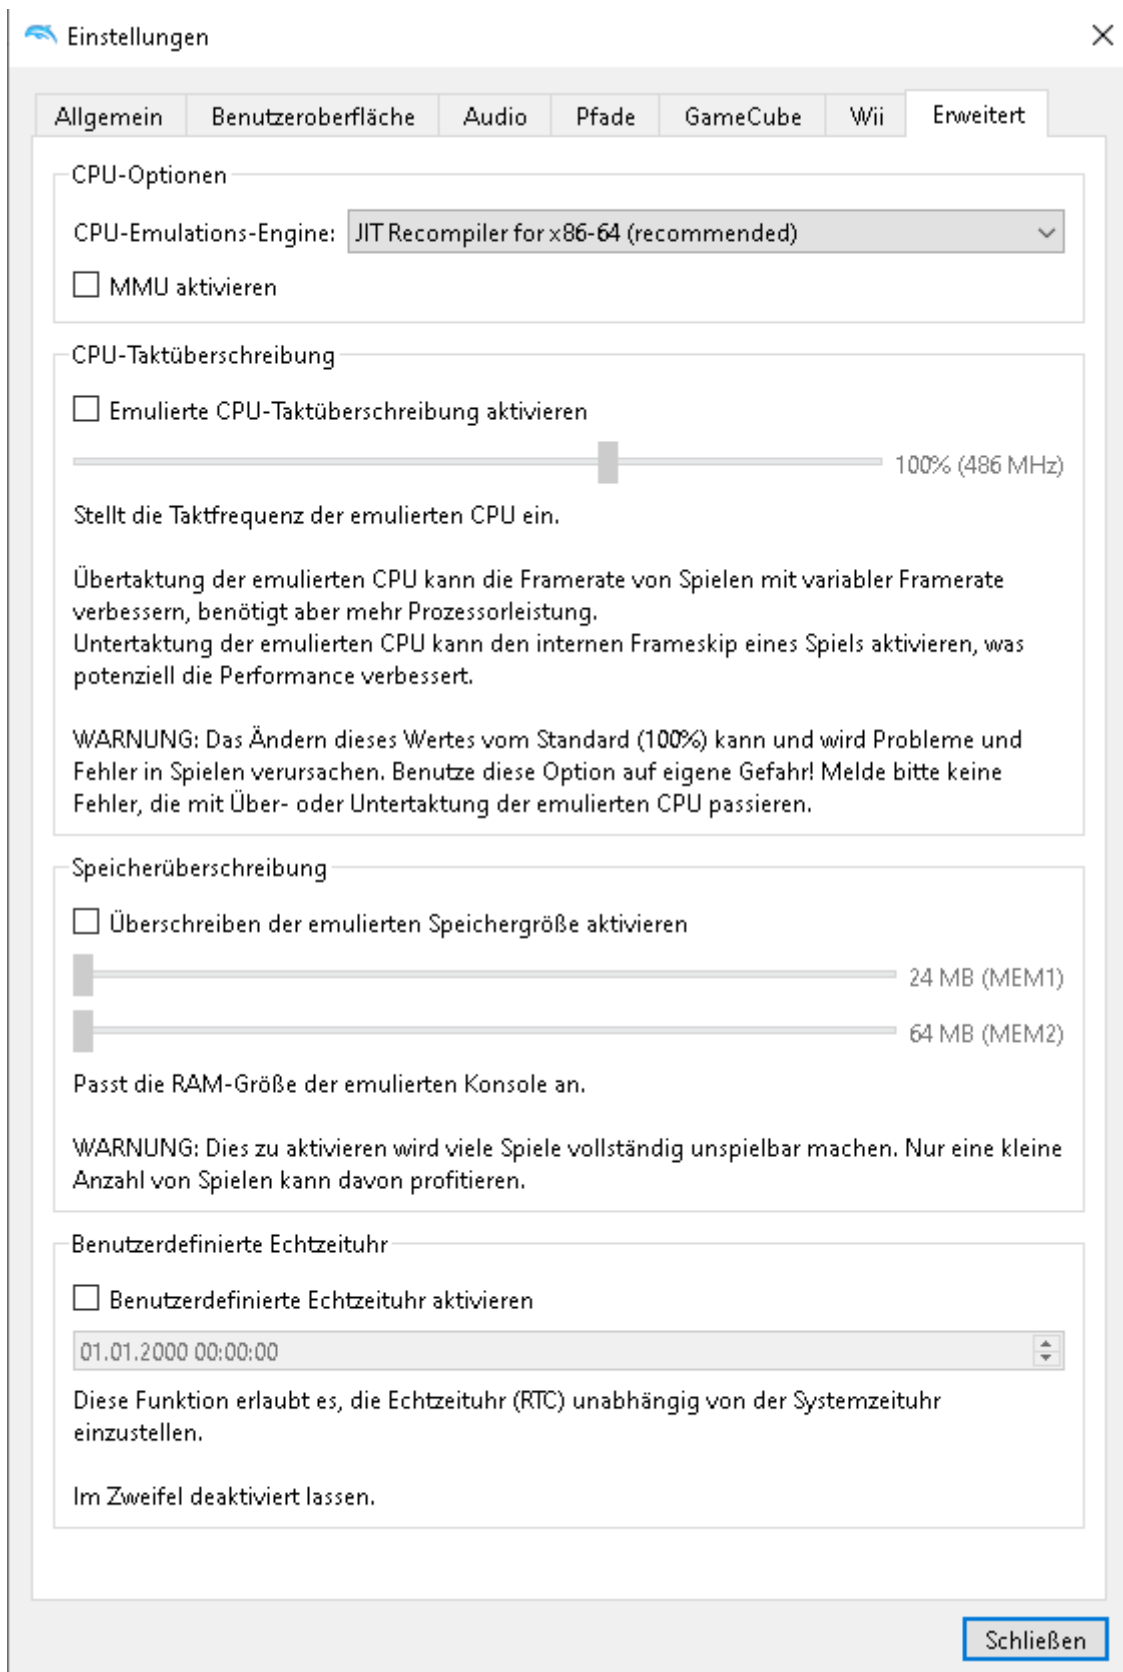 Einstellungen
Allgemein Benutzeroberfläche Audio Pfade GameCube Wii Erweitert
CPU-Optionen
CPU-Emulations-Engine: JIT Recompiler for x86-64 (recommended)
MMU aktivieren
CPU-Taktüberschreibung
Emulierte CPU-Taktüberschreibung aktivieren
100% (486 MHz)
Stellt die Taktfrequenz der emulierten CPU ein.
Übertaktung der emulierten CPU kann die Framerate von Spielen mit variabler Framerate
verbessern, benötigt aber mehr Prozessorleistung.
Untertaktung der emulierten CPU kann den internen Frameskip eines Spiels aktivieren, was
potenziell die Performance verbessert.
WARNUNG: Das Ändern dieses Wertes vom Standard (100%) kann und wird Probleme und
Fehler in Spielen verursachen. Benutze diese Option auf eigene Gefahr! Melde bitte keine
Fehler, die mit Über- oder Untertaktung der emulierten CPU passieren.
Speicherüberschreibung
Überschreiben der emulierten Speichergröße aktivieren
24 MB (MEM1)
64 MB (MEM2)
Passt die RAM-Größe der emulierten Konsole an.
WARNUNG: Dies zu aktivieren wird viele Spiele vollständig unspielbar machen. Nur eine kleine
Anzahl von Spielen kann davon profitieren.
Benutzerdefinierte Echtzeituhr
Benutzerdefinierte Echtzeituhr aktivieren
01.01.2000 00:00:00
Diese Funktion erlaubt es, die Echtzeituhr (RTC) unabhängig von der Systemzeituhr
einzustellen.
Im Zweifel deaktiviert lassen.
Schließen